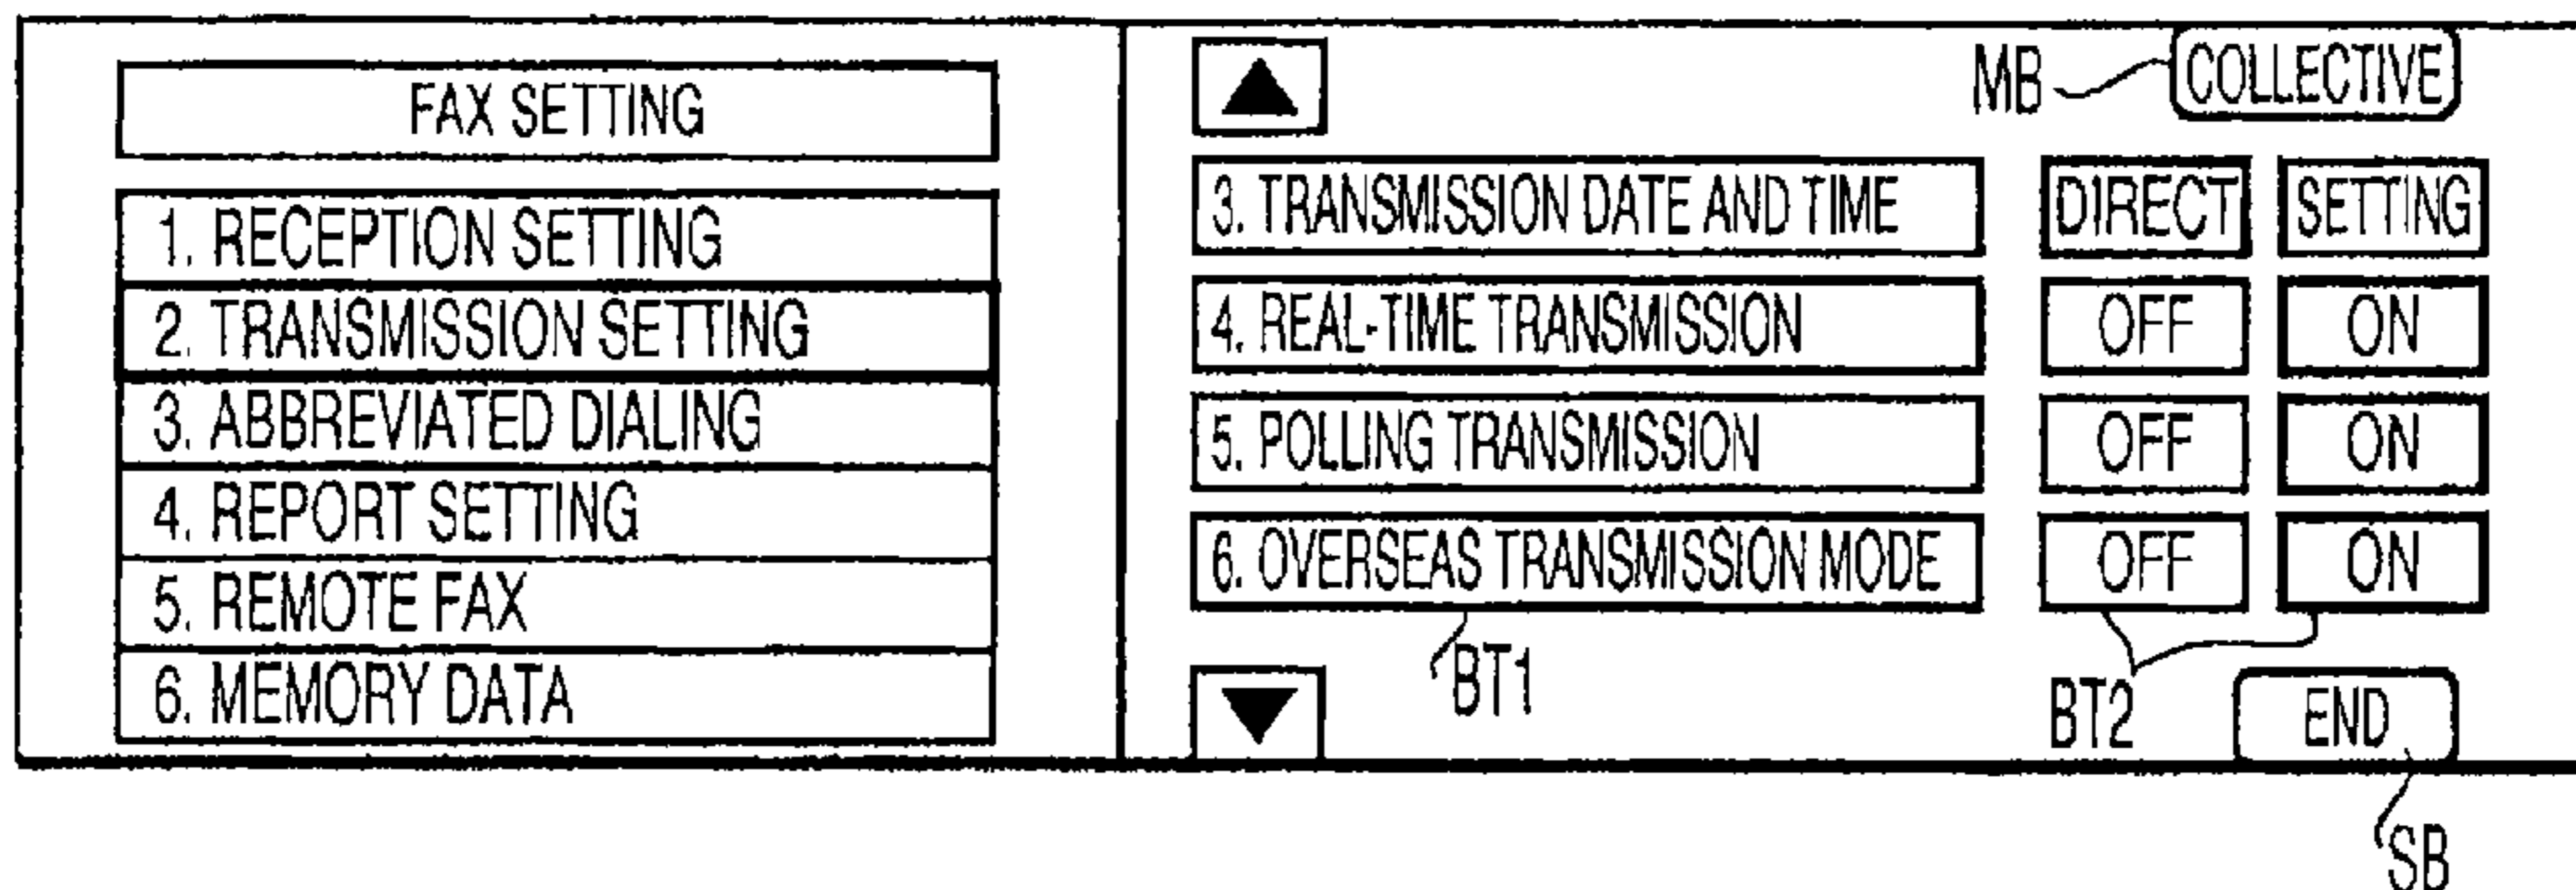 FAX SETTING
1. RECEPTION SETTING
2. TRANSMISSION SETTING
3. ABBREVIATED DIALING
4. REPORT SETTING
5. REMOTE FAX
6. MEMORY DATA
MB COLLECTIVE
3. TRANSMISSION DATE AND TIME DIRECT SETTING
4. REAL-TIME TRANSMISSION OFF ON
5. POLLING TRANSMISSION OFF ON
6. OVERSEAS TRANSMISSION MODE OFF ON
BT1 BT2 END
SB